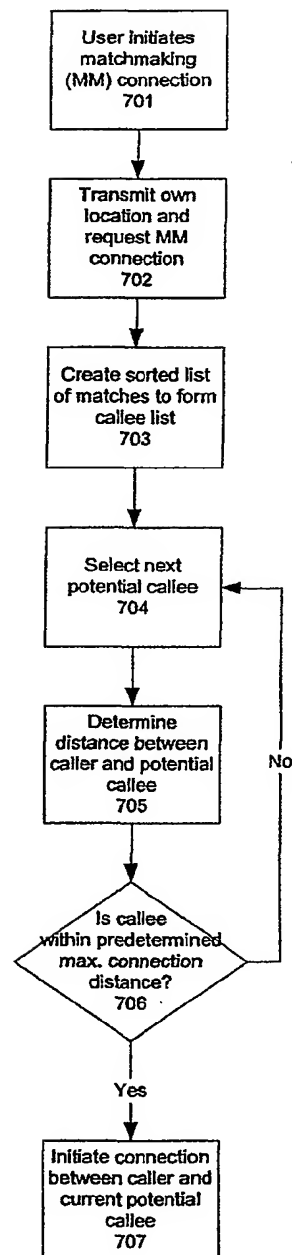 User Initiates
matchmaking
(MM) connection
701
Transmit own
location and
request MM
connection
702
Create sorted list
of matches to form
callee list
703
Select next
potential callee
704
Determine
distance between
caller and potential
callee
705
No
Is callee
within predetermined
max. connection
distance?
706
Yes
Initiate connection
between caller and
current potential
callee
707